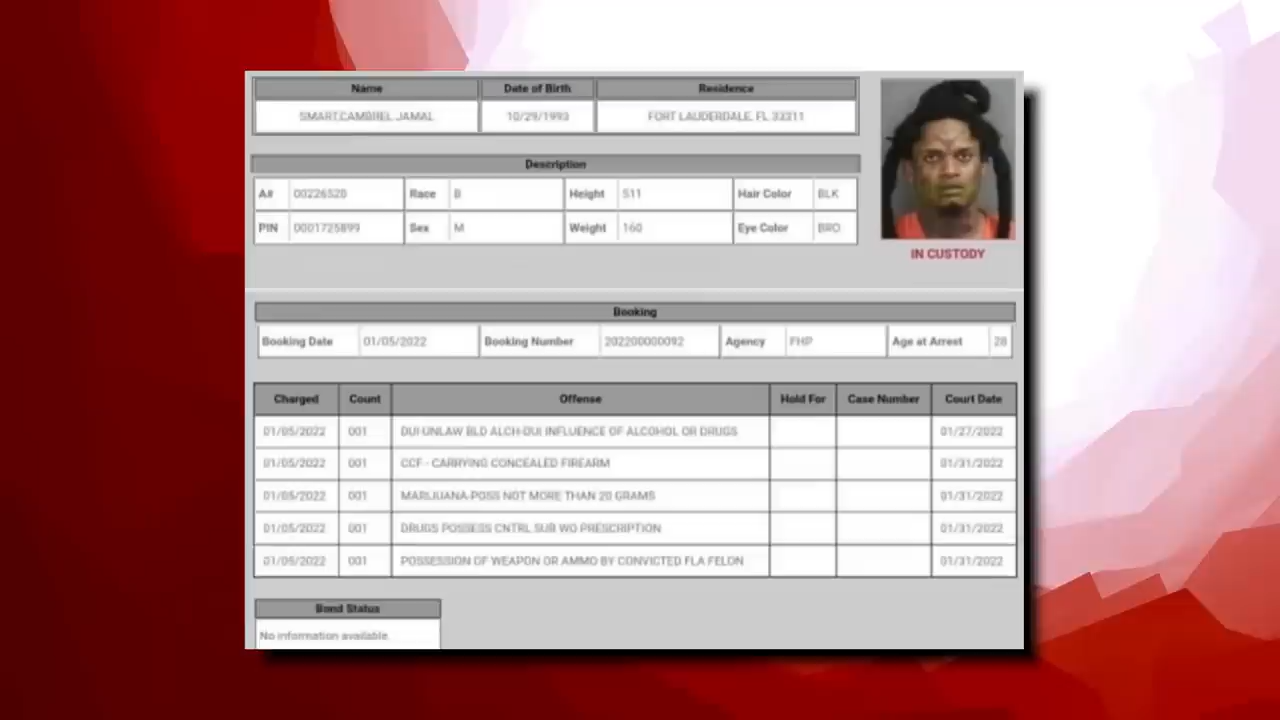 Name Date of Birth Residence
SMART,CAMBREL JAMAL 10/29/1993 FORT LAUDERDALE, FL 33311
Description
A# 00226520 Race B Height 511 Hair Color BLK
PIN 0001725899 Sex M Weight 160 Eye Color BRO
IN CUSTODY
Booking
Booking Date 01/05/2022 Booking Number 202200000092 Agency FHP Age at Arrest 28
Charged Count Offense Hold For Case Number Court Date
01/05/2022 001 DUI-UNLAW BLD ALCH-DUI INFLUENCE OF ALCOHOL OR DRUGS 01/27/2022
01/05/2022 001 CCF - CARRYING CONCEALED FIREARM 01/31/2022
01/05/2022 001 MARIJUANA-POSS NOT MORE THAN 20 GRAMS 01/31/2022
01/05/2022 001 DRUGS POSSESS CNTRL SUB WO PRESCRIPTION 01/31/2022
01/05/2022 001 POSSESSION OF WEAPON OR AMMO BY CONVICTED FLA FELON 01/31/2022
Bond Status
No information available